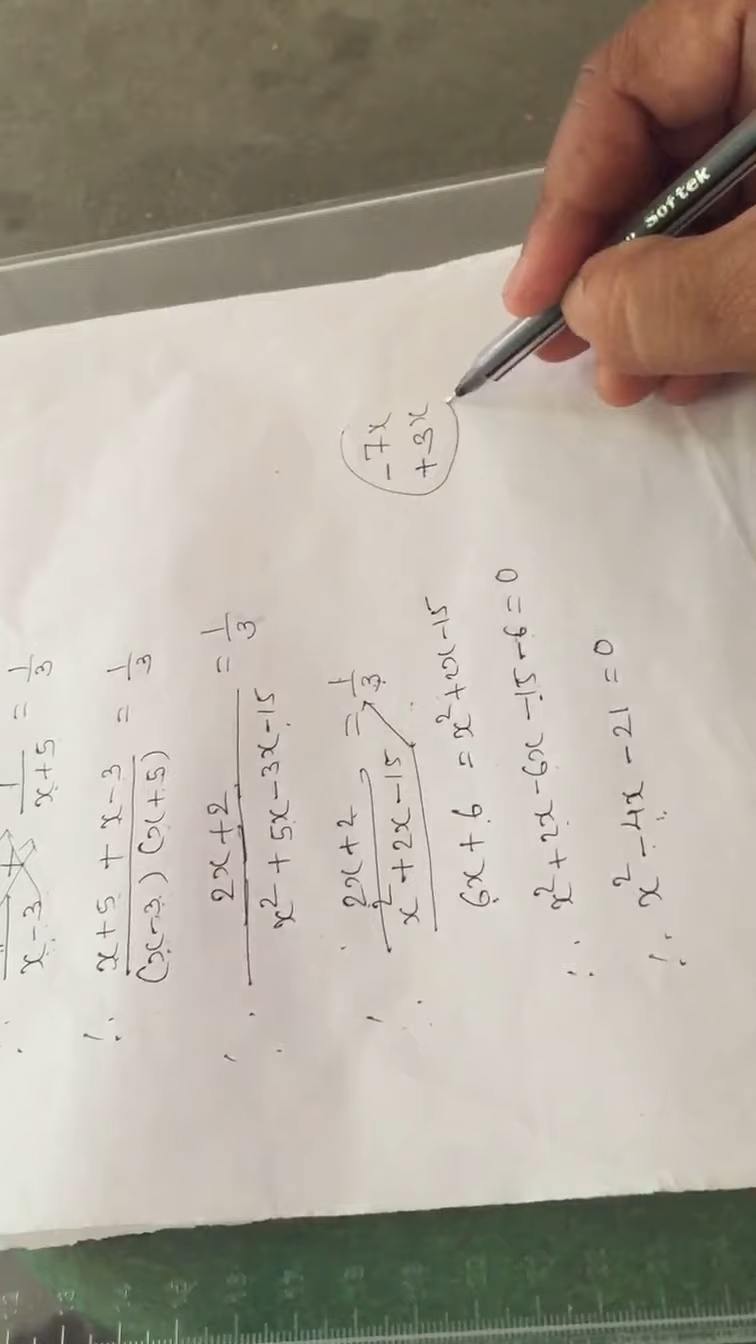 1/(x-3) + 1/(x+5) = 1/3
∴ (x+5 + x-3)/((x-3)(x+5)) = 1/3
∴ (2x+2)/(x²+5x-3x-15) = 1/3
∴ (2x+2)/(x²+2x-15) = 1/3
∴ 6x+6 = x²+2x-15
∴ x²+2x-6x-15-6=0
∴ x²-4x-21=0
-7x
+3x
Softek